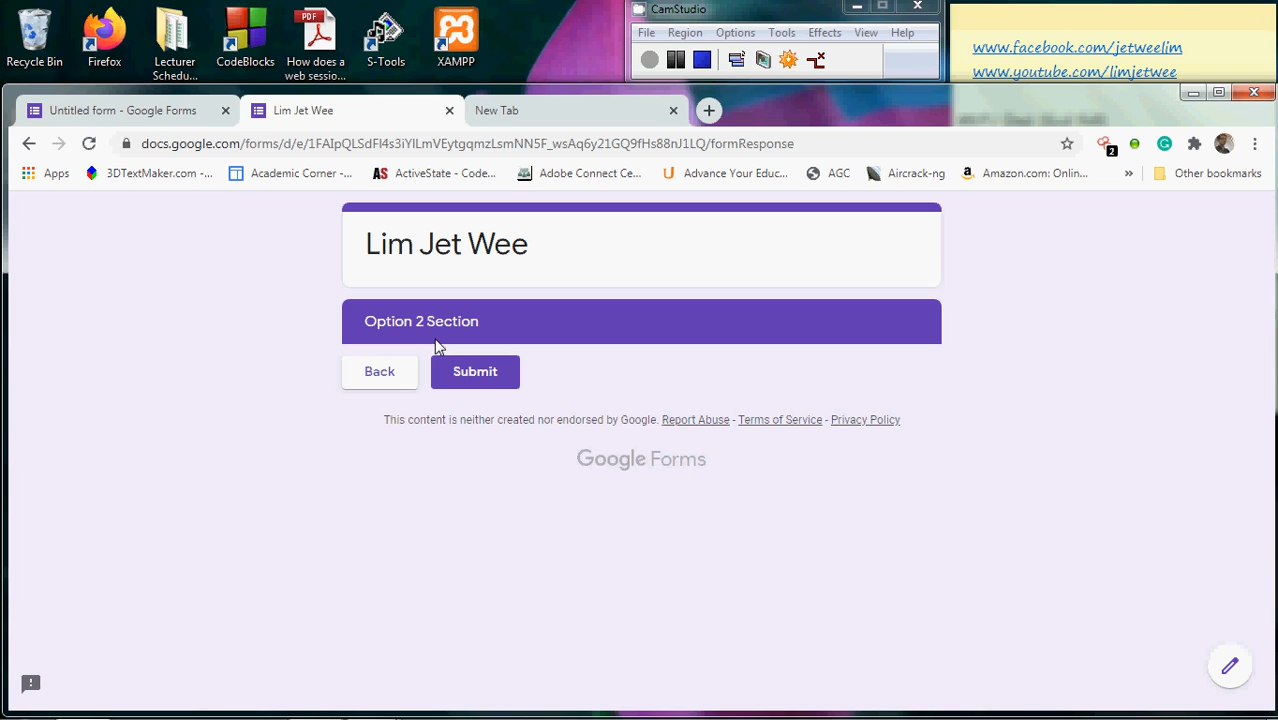 CamStudio
File Region Options Tools Effects View Help
www.facebook.com/jetweelim
www.youtube.com/limjetwee
Recycle Bin
Firefox
Lecturer
Schedu...
CodeBlocks
PDF
How does a
web sessio...
S-Tools
XAMPP
Untitled form - Google Forms
Lim Jet Wee
New Tab
docs.google.com/forms/d/e/1FAIpQLSdFl4s3iYlLmVEytgqmzLsmNN5F_wsAq6y21GQ9fHs88nJ1LQ/formResponse
2
Apps
3DTextMaker.com -...
Academic Corner -...
AS ActiveState - Code...
Adobe Connect Ce...
Advance Your Educ...
AGC
Aircrack-ng
Amazon.com: Onlin...
»
Other bookmarks
Lim Jet Wee
Option 2 Section
Back
Submit
This content is neither created nor endorsed by Google. Report Abuse - Terms of Service - Privacy Policy
Google Forms